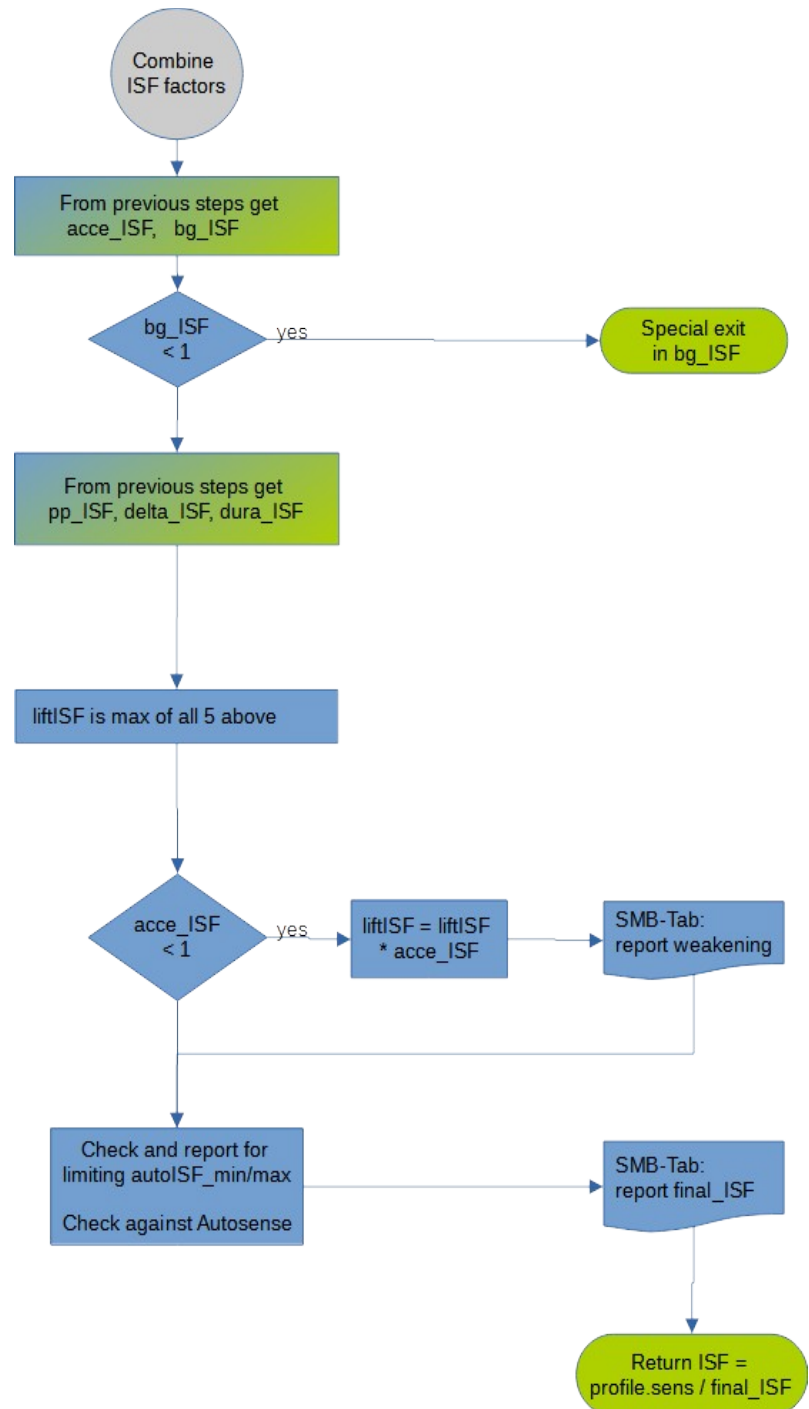 Combine
ISF factors
From previous steps get
acce_ISF, bg_ISF
bg_ISF
< 1
yes
Special exit
in bg_ISF
From previous steps get
pp_ISF, delta_ISF, dura_ISF
liftISF is max of all 5 above
acce_ISF
< 1
yes
liftISF = liftISF
* acce_ISF
SMB-Tab:
report weakening
Check and report for
limiting autoISF_min/max
Check against Autosense
SMB-Tab:
report final_ISF
Return ISF =
profile.sens / final_ISF